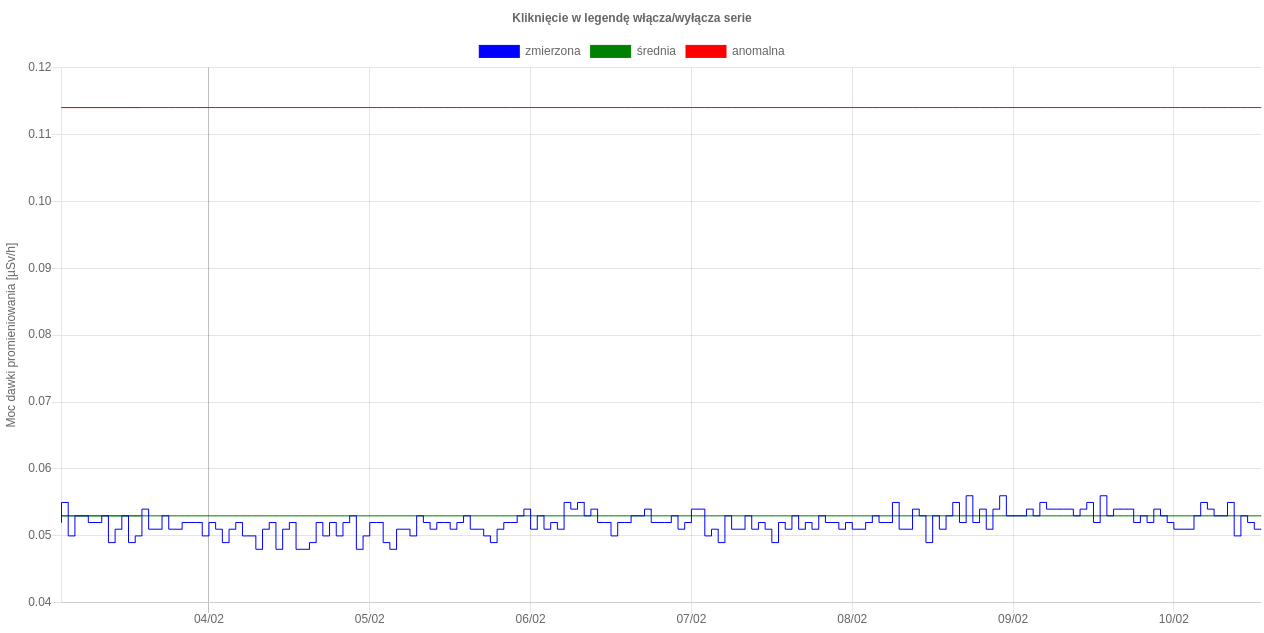 Kliknięcie w legendę włącza/wyłącza serie
zmierzona średnia anomalna
Moc dawki promieniowania [µSv/h]
0.12
0.11
0.10
0.09
0.08
0.07
0.06
0.05
0.04
04/02 05/02 06/02 07/02 08/02 09/02 10/02